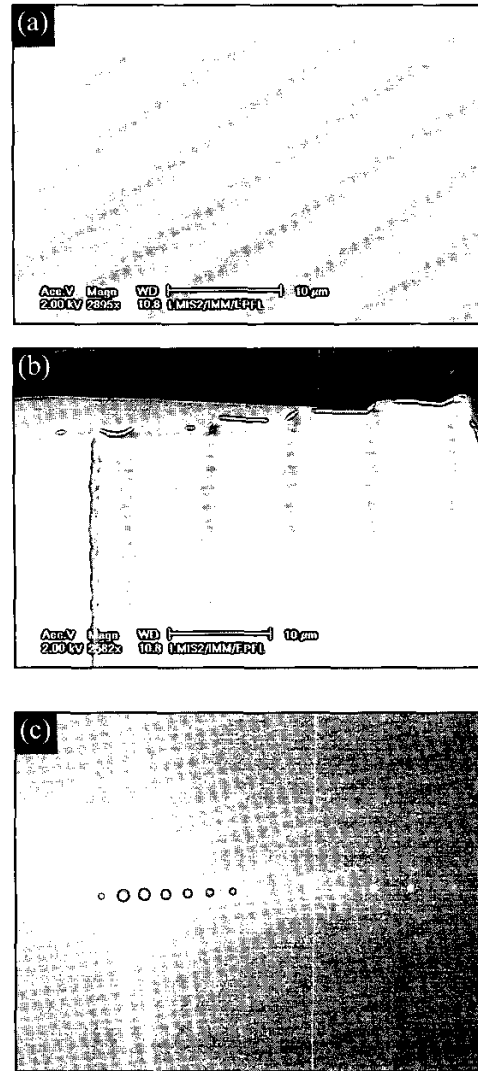 (a)
Acc.V Magn WD 10 µm
2.00 kV 2895x 10.8 LMIS2/IMM/EPFL
(b)
Acc.V Magn WD 10 µm
2.00 kV 2582x 10.8 LMIS2/IMM/EPFL
(c)